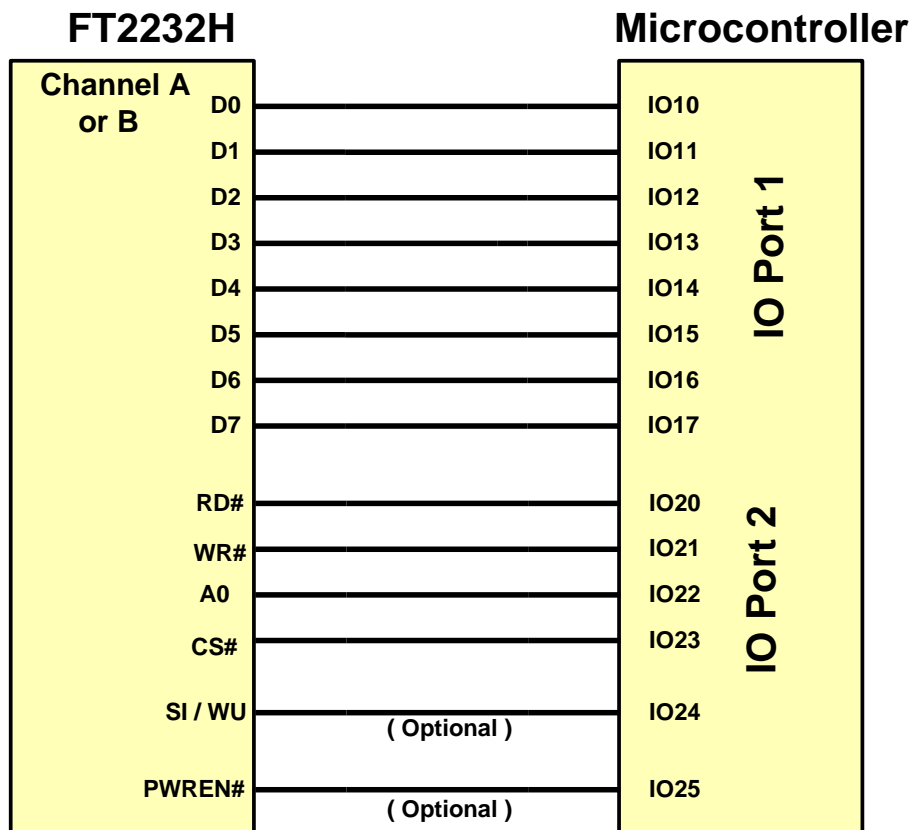 FT2232H
Microcontroller
Channel A
or B
D0
IO10
D1
IO11
D2
IO12
D3
IO13
D4
IO14
D5
IO15
D6
IO16
D7
IO17
IO Port 1
RD#
IO20
WR#
IO21
A0
IO22
CS#
IO23
IO Port 2
SI / WU
( Optional )
IO24
PWREN#
( Optional )
IO25